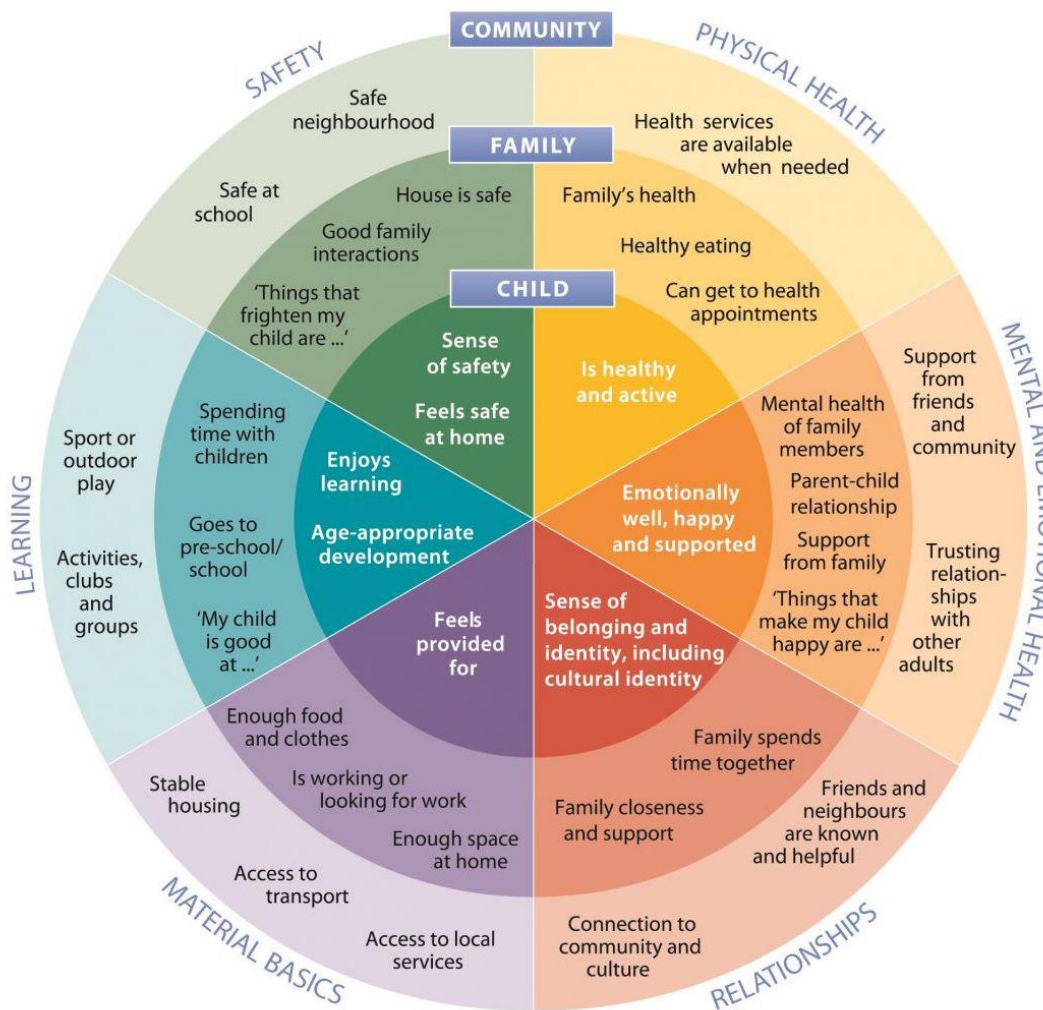 COMMUNITY
FAMILY
CHILD
SAFETY
Safe
neighbourhood
Safe at
school
House is safe
Good family
interactions
'Things that
frighten my
child are ...'
Sense
of safety
Feels safe
at home
PHYSICAL HEALTH
Health services
are available
when needed
Family's health
Healthy eating
Can get to health
appointments
Is healthy
and active
MENTAL AND EMOTIONAL HEALTH
Support
from
friends
and
community
Trusting
relation-
ships
with
other
adults
Mental health
of family
members
Parent-child
relationship
Support
from family
'Things that
make my child
happy are ...'
Emotionally
well, happy
and supported
RELATIONSHIPS
Friends and
neighbours
are known
and helpful
Connection to
community and
culture
Family spends
time together
Family closeness
and support
Sense of
belonging and
identity, including
cultural identity
MATERIAL BASICS
Stable
housing
Access to
transport
Access to local
services
Enough food
and clothes
Is working or
looking for work
Enough space
at home
Feels
provided
for
LEARNING
Sport or
outdoor
play
Activities,
clubs
and
groups
Spending
time with
children
Goes to
pre-school/
school
'My child
is good
at ...'
Enjoys
learning
Age-appropriate
development